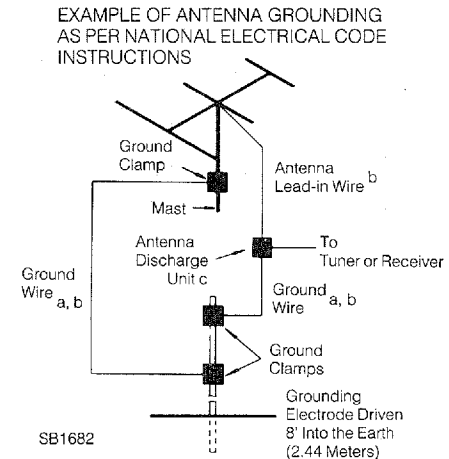 EXAMPLE OF ANTENNA GROUNDING
AS PER NATIONAL ELECTRICAL CODE
INSTRUCTIONS
Ground
Clamp
Antenna
Lead-in Wire b
Mast
Antenna
Discharge
Unit c
To
Tuner or Receiver
Ground
Wire a, b
Ground
Wire a, b
Ground
Clamps
Grounding
Electrode Driven
8' Into the Earth
(2.44 Meters)
SB1682